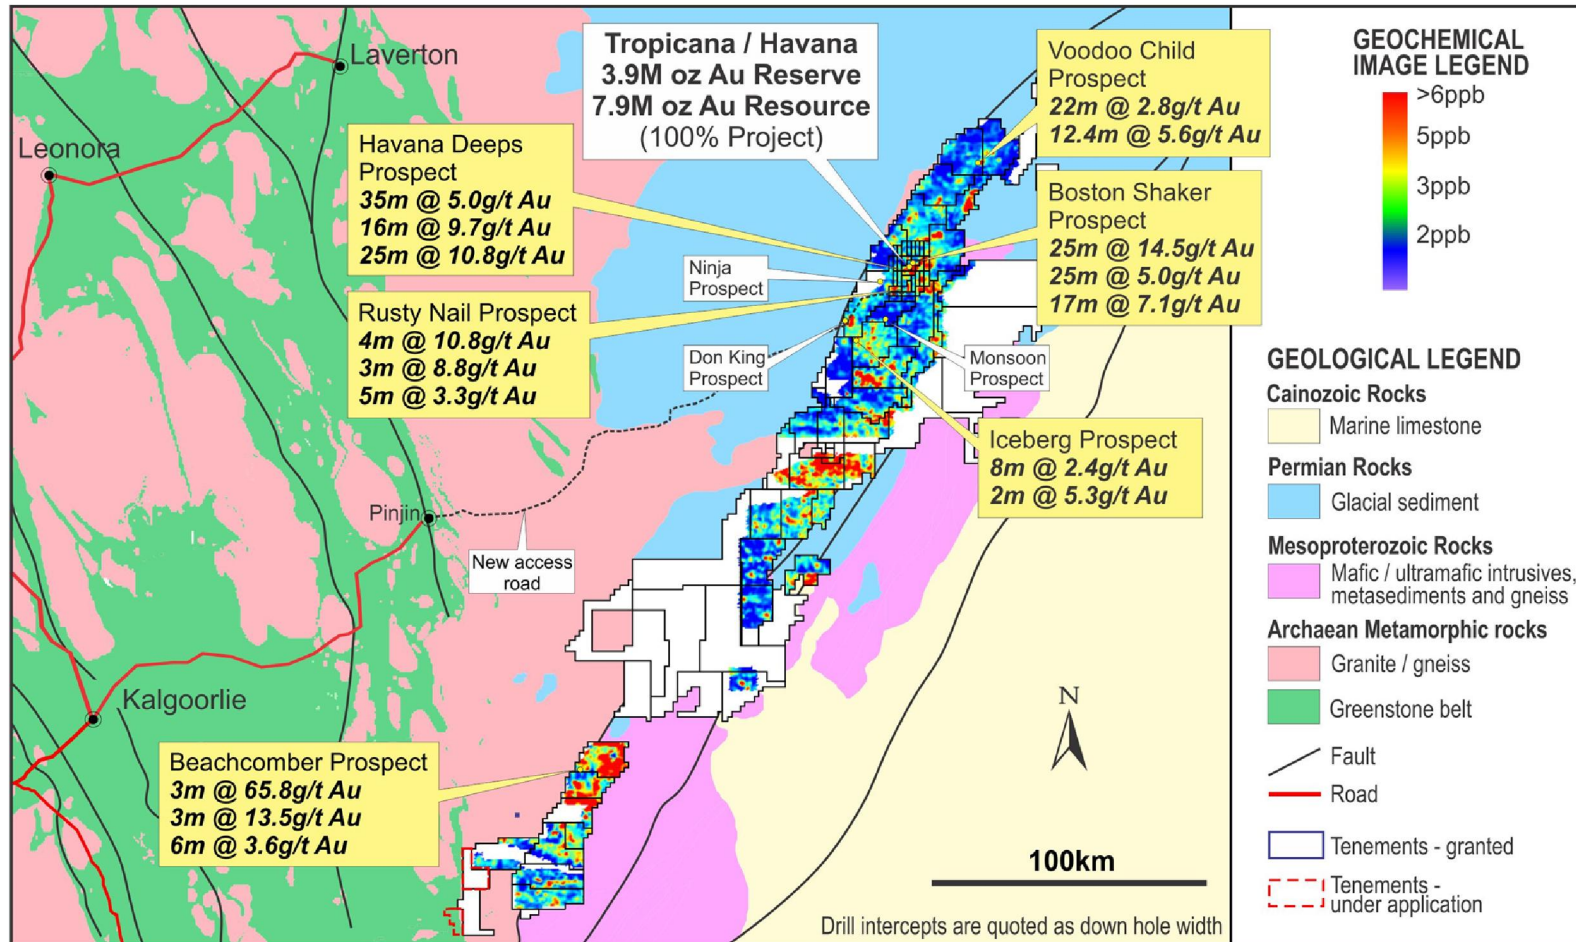 Laverton
Leonora
Tropicana / Havana
3.9M oz Au Reserve
7.9M oz Au Resource
(100% Project)
Voodoo Child
Prospect
22m @ 2.8g/t Au
12.4m @ 5.6g/t Au
Havana Deeps
Prospect
35m @ 5.0g/t Au
16m @ 9.7g/t Au
25m @ 10.8g/t Au
Boston Shaker
Prospect
25m @ 14.5g/t Au
25m @ 5.0g/t Au
17m @ 7.1g/t Au
Ninja
Prospect
Rusty Nail Prospect
4m @ 10.8g/t Au
3m @ 8.8g/t Au
5m @ 3.3g/t Au
Don King
Prospect
Monsoon
Prospect
Iceberg Prospect
8m @ 2.4g/t Au
2m @ 5.3g/t Au
Pinjin
New access
road
Kalgoorlie
Beachcomber Prospect
3m @ 65.8g/t Au
3m @ 13.5g/t Au
6m @ 3.6g/t Au
N
100km
Drill intercepts are quoted as down hole width
GEOCHEMICAL
IMAGE LEGEND
>6ppb
5ppb
3ppb
2ppb
GEOLOGICAL LEGEND
Cainozoic Rocks
Marine limestone
Permian Rocks
Glacial sediment
Mesoproterozoic Rocks
Mafic / ultramafic intrusives,
metasediments and gneiss
Archaean Metamorphic rocks
Granite / gneiss
Greenstone belt
Fault
Road
Tenements - granted
Tenements -
under application